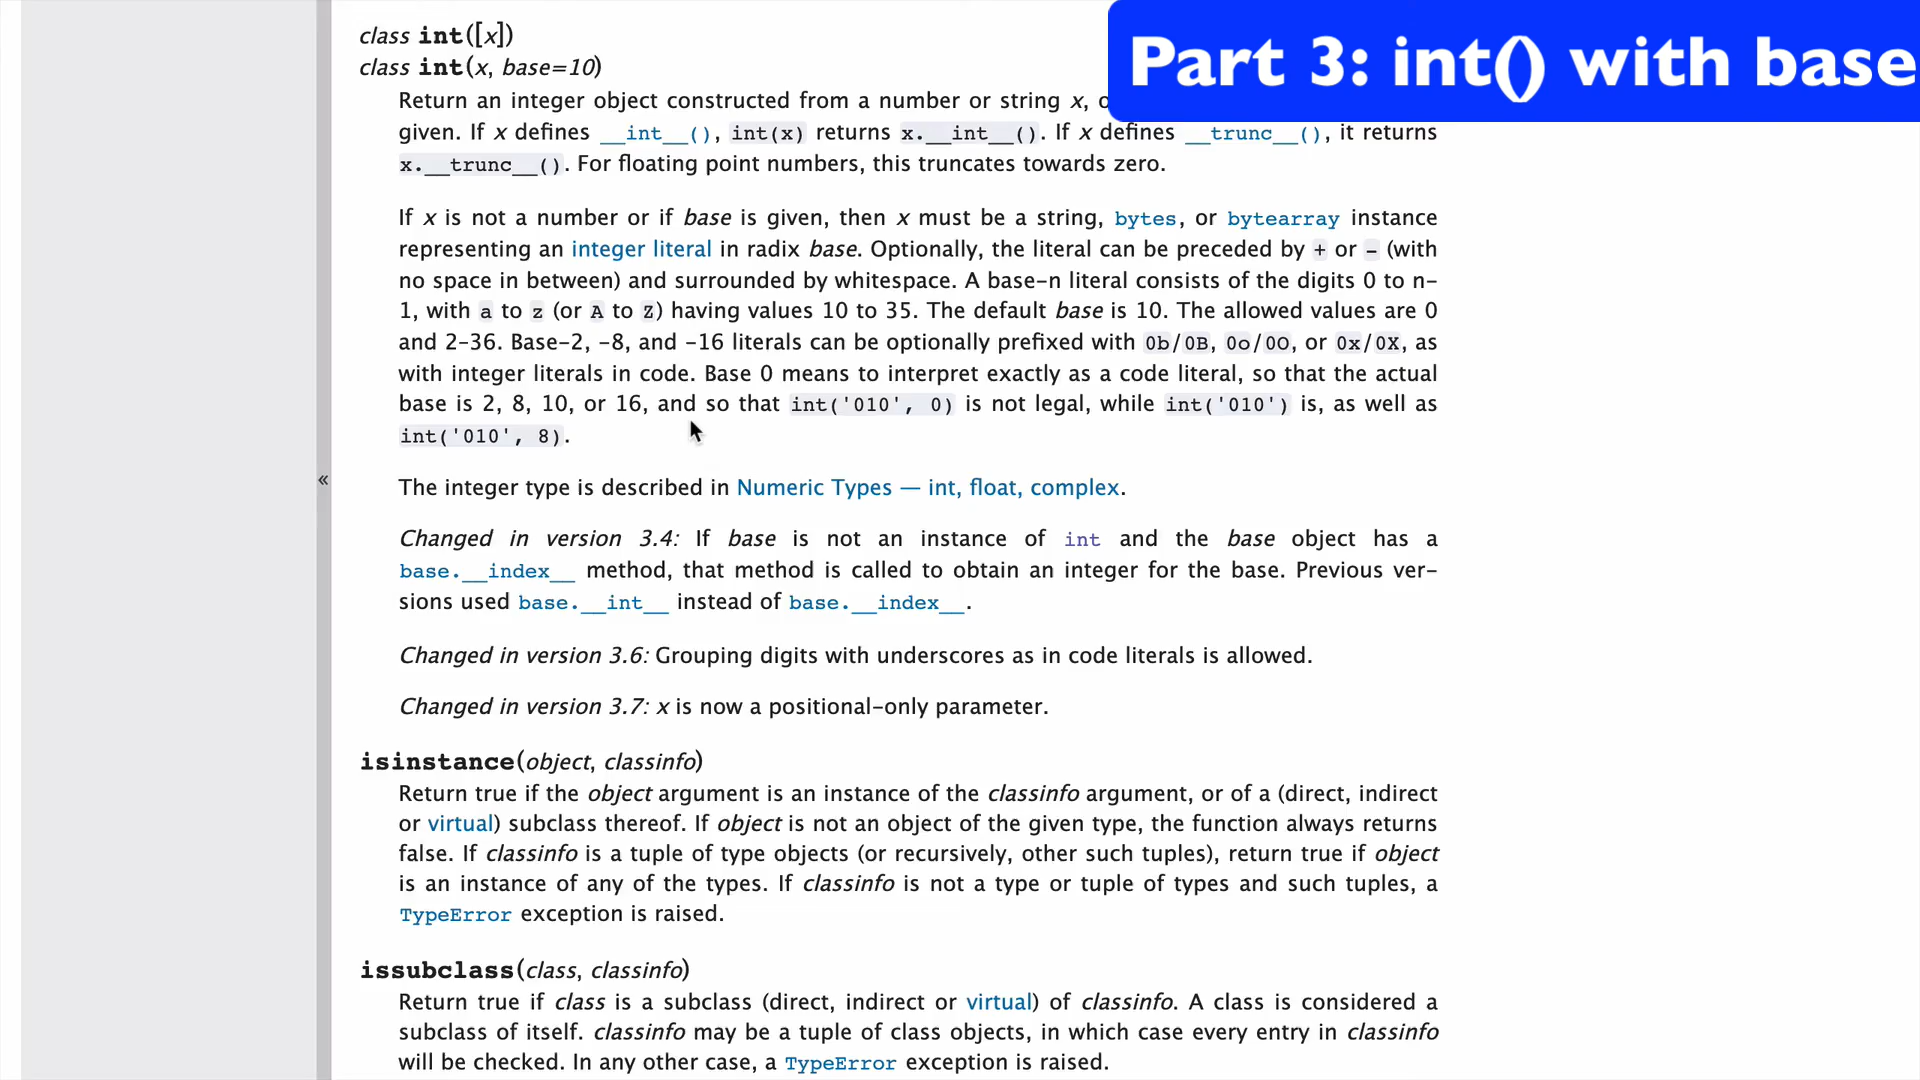 class int([x])
Part 3: int() with base
class int(x, base=10)
Return an integer object constructed from a number or string x, o
given. If x defines __int__(), int(x) returns x.__int__(). If x defines __trunc__(), it returns
x.__trunc__(). For floating point numbers, this truncates towards zero.
If x is not a number or if base is given, then x must be a string, bytes, or bytearray instance
representing an integer literal in radix base. Optionally, the literal can be preceded by + or - (with
no space in between) and surrounded by whitespace. A base-n literal consists of the digits 0 to n-
1, with a to z (or A to Z) having values 10 to 35. The default base is 10. The allowed values are 0
and 2-36. Base-2, -8, and -16 literals can be optionally prefixed with 0b/0B, 0o/0O, or 0x/0X, as
with integer literals in code. Base 0 means to interpret exactly as a code literal, so that the actual
base is 2, 8, 10, or 16, and so that int('010', 0) is not legal, while int('010') is, as well as
int('010', 8).
«
The integer type is described in Numeric Types — int, float, complex.
Changed in version 3.4: If base is not an instance of int and the base object has a
base.__index__ method, that method is called to obtain an integer for the base. Previous ver-
sions used base.__int__ instead of base.__index__.
Changed in version 3.6: Grouping digits with underscores as in code literals is allowed.
Changed in version 3.7: x is now a positional-only parameter.
isinstance(object, classinfo)
Return true if the object argument is an instance of the classinfo argument, or of a (direct, indirect
or virtual) subclass thereof. If object is not an object of the given type, the function always returns
false. If classinfo is a tuple of type objects (or recursively, other such tuples), return true if object
is an instance of any of the types. If classinfo is not a type or tuple of types and such tuples, a
TypeError exception is raised.
issubclass(class, classinfo)
Return true if class is a subclass (direct, indirect or virtual) of classinfo. A class is considered a
subclass of itself. classinfo may be a tuple of class objects, in which case every entry in classinfo
will be checked. In any other case, a TypeError exception is raised.